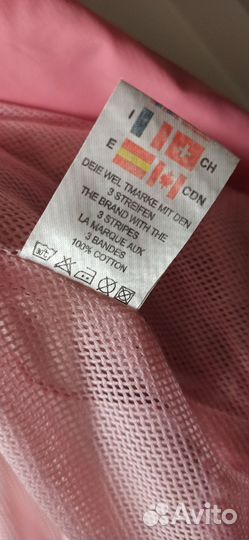 I CH
E CDN
DEIE WEL TMARKE MIT DEN
3 STREIFEN
THE BRAND WITH THE
3 STRIPES
LA MARQUE AUX
3 BANDES
100% COTTON
Avito